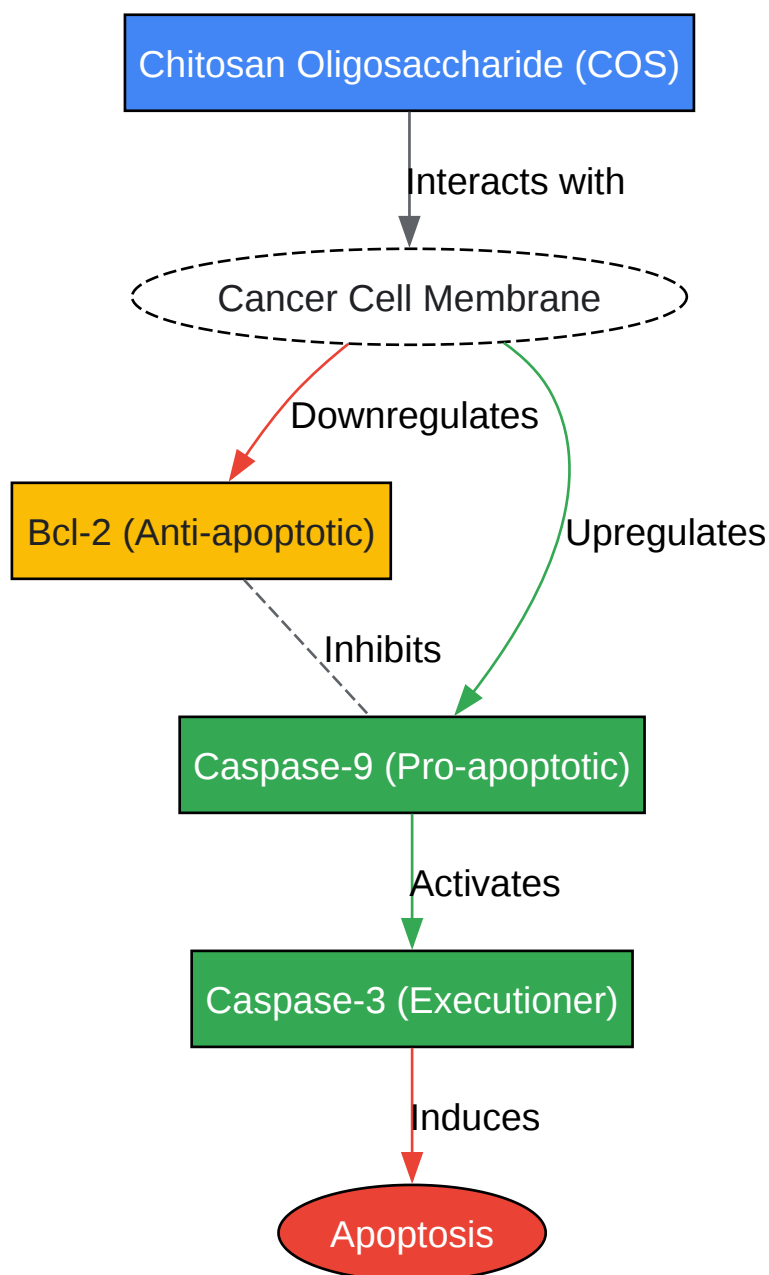 Chitosan Oligosaccharide (COS)
Interacts with
Cancer Cell Membrane
Downregulates
Bcl-2 (Anti-apoptotic)
Upregulates
Inhibits
Caspase-9 (Pro-apoptotic)
Activates
Caspase-3 (Executioner)
Induces
Apoptosis